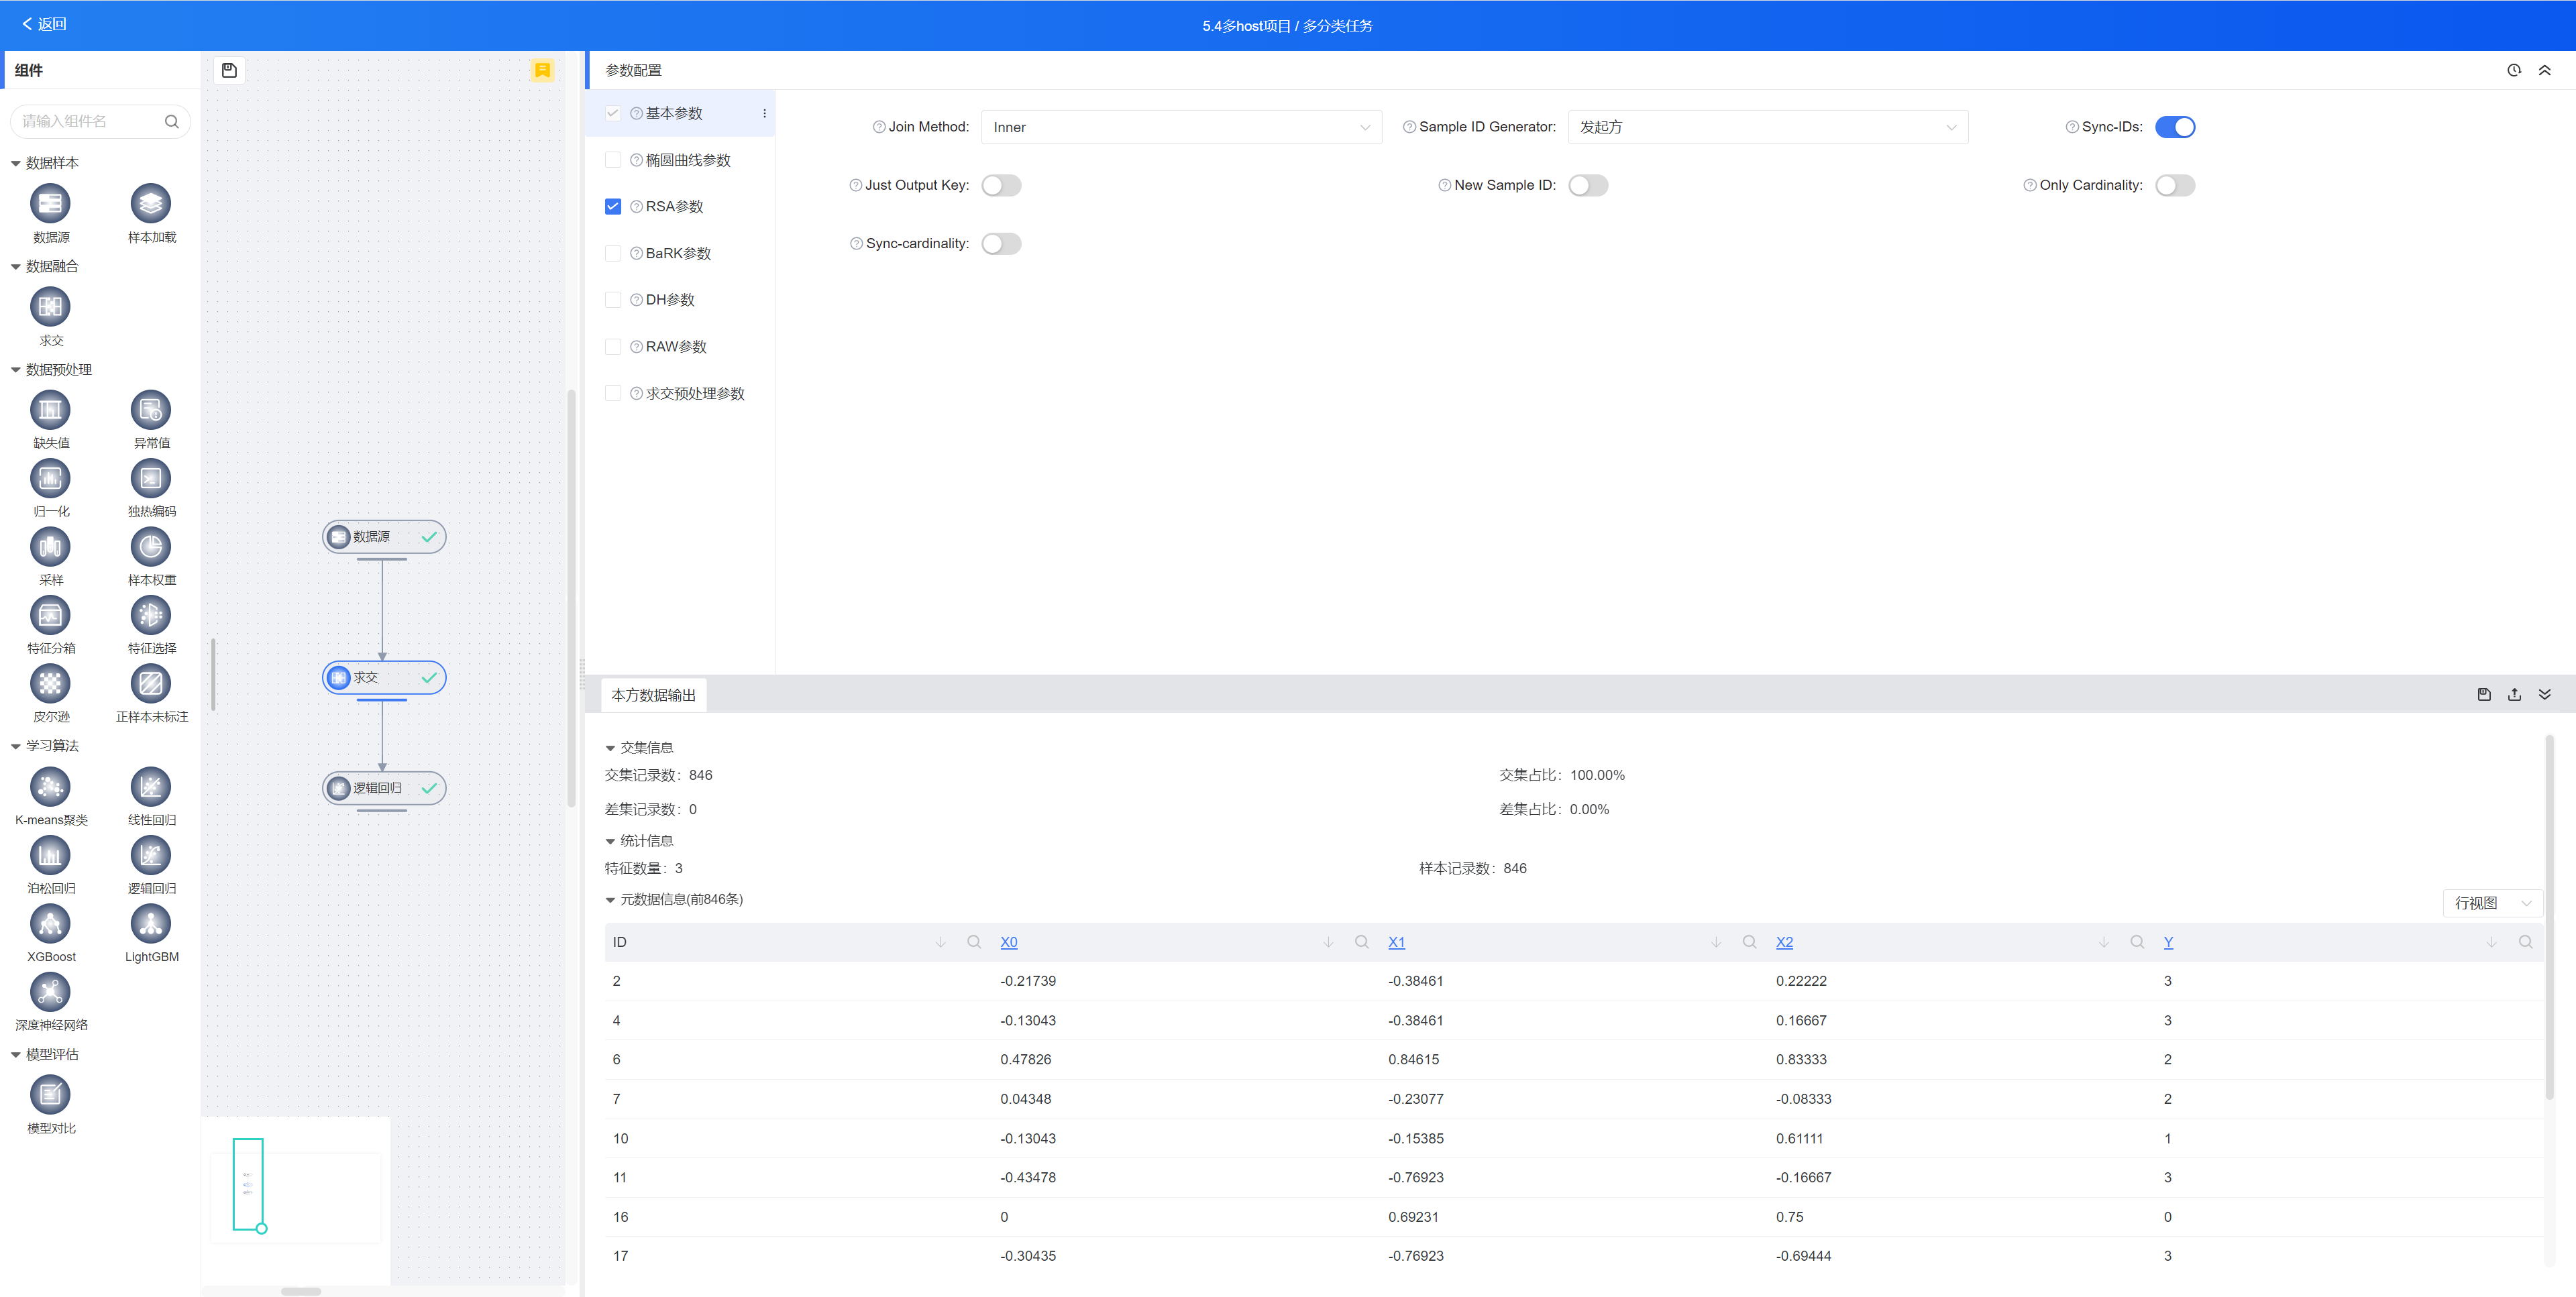 返回
5.4多host项目 / 多分类任务
组件
请输入组件名
数据样本
数据源
样本加载
数据融合
求交
数据预处理
缺失值
异常值
归一化
独热编码
采样
样本权重
特征分箱
特征选择
皮尔逊
正样本未标注
学习算法
K-means聚类
线性回归
泊松回归
逻辑回归
XGBoost
LightGBM
深度神经网络
模型评估
模型对比
数据源
求交
逻辑回归
参数配置
基本参数
椭圆曲线参数
RSA参数
BaRK参数
DH参数
RAW参数
求交预处理参数
Join Method: Inner
Sample ID Generator: 发起方
Sync-IDs:
Just Output Key:
New Sample ID:
Only Cardinality:
Sync-cardinality:
本方数据输出
交集信息
交集记录数：846
交集占比：100.00%
差集记录数：0
差集占比：0.00%
统计信息
特征数量：3
样本记录数：846
元数据信息(前846条)
行视图
ID X0 X1 X2 Y
2 -0.21739 -0.38461 0.22222 3
4 -0.13043 -0.38461 0.16667 3
6 0.47826 0.84615 0.83333 2
7 0.04348 -0.23077 -0.08333 2
10 -0.13043 -0.15385 0.61111 1
11 -0.43478 -0.76923 -0.16667 3
16 0 0.69231 0.75 0
17 -0.30435 -0.76923 -0.69444 3